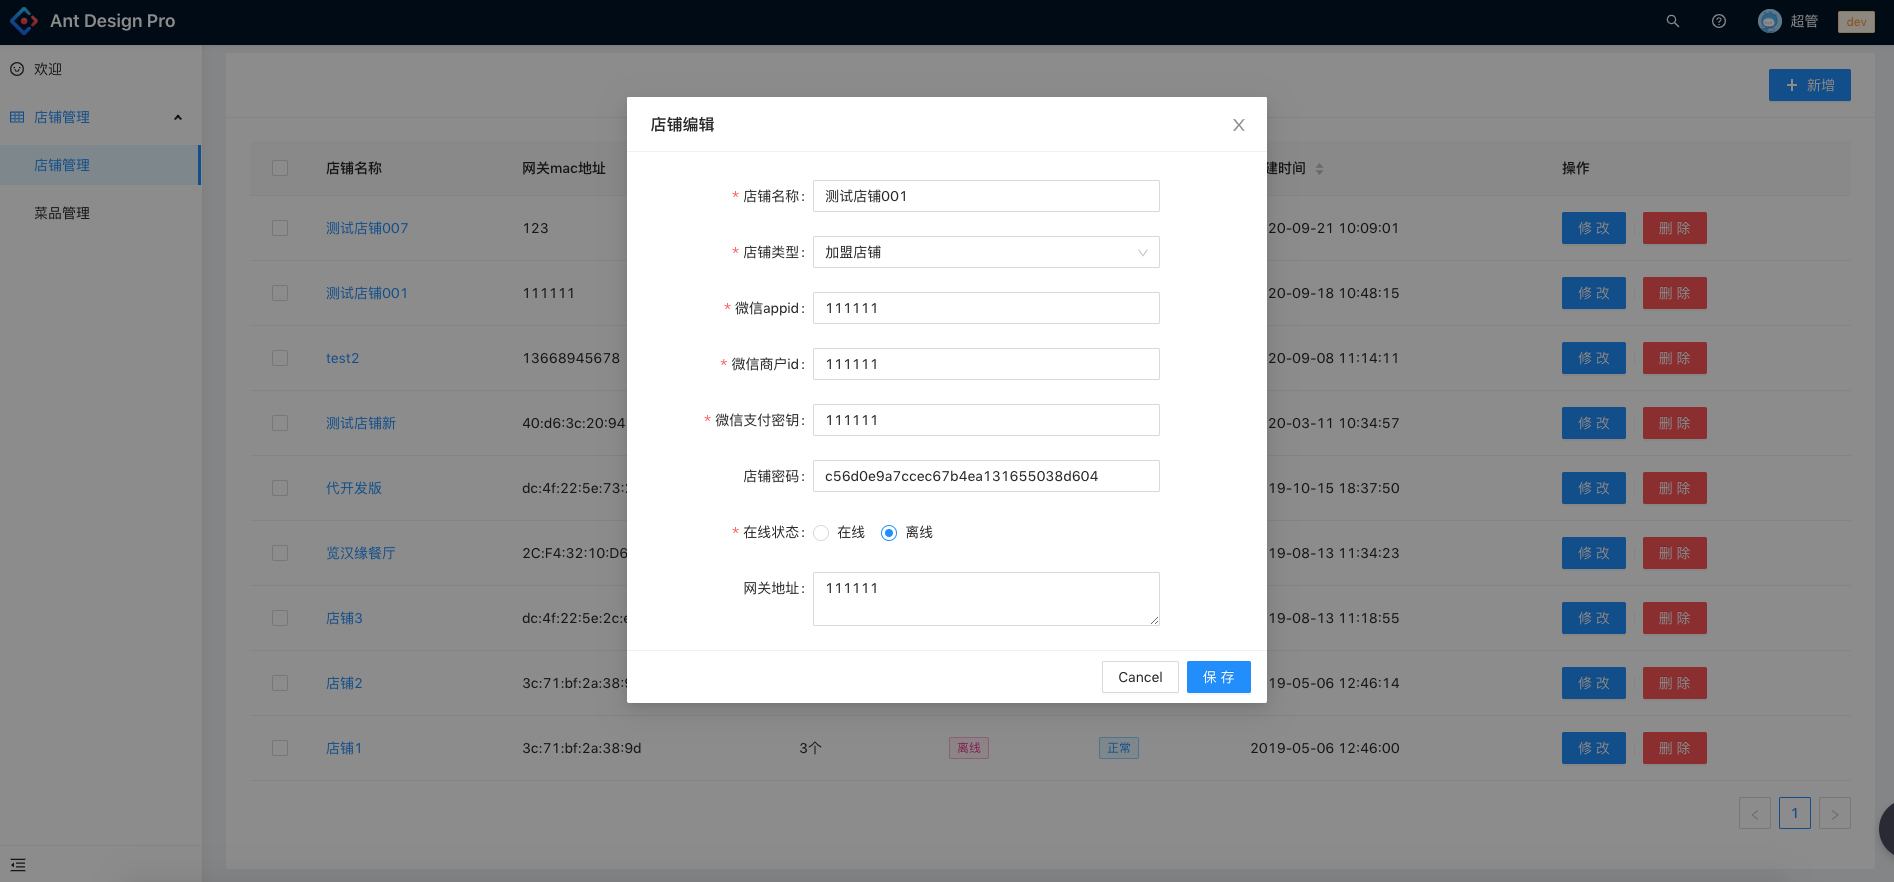 Ant Design Pro
超管
dev
欢迎
店铺管理
店铺管理
菜品管理
新增
店铺名称 网关mac地址 建时间 操作
测试店铺007 123 20-09-21 10:09:01 修 改 删 除
测试店铺001 111111 20-09-18 10:48:15 修 改 删 除
test2 13668945678 20-09-08 11:14:11 修 改 删 除
测试店铺新 40:d6:3c:20:94 20-03-11 10:34:57 修 改 删 除
代开发版 dc:4f:22:5e:73: 19-10-15 18:37:50 修 改 删 除
览汉缘餐厅 2C:F4:32:10:D6 19-08-13 11:34:23 修 改 删 除
店铺3 dc:4f:22:5e:2c: 19-08-13 11:18:55 修 改 删 除
店铺2 3c:71:bf:2a:38: 19-05-06 12:46:14 修 改 删 除
店铺1 3c:71:bf:2a:38:9d 3个 离线 正常 2019-05-06 12:46:00 修 改 删 除
< 1 >
店铺编辑
* 店铺名称: 测试店铺001
* 店铺类型: 加盟店铺
* 微信appid: 111111
* 微信商户id: 111111
* 微信支付密钥: 111111
店铺密码: c56d0e9a7ccec67b4ea131655038d604
* 在线状态: 在线 离线
网关地址: 111111
Cancel 保 存